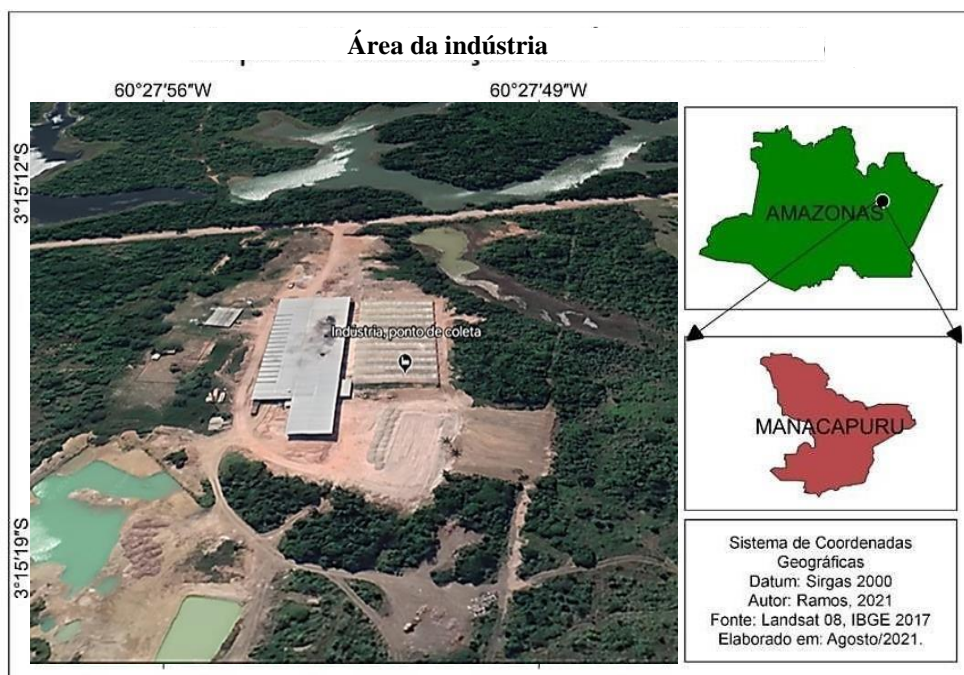 Área da indústria
60°27'56"W
60°27'49"W
3°15'12"S
3°15'19"S
Indústria, ponto de coleta
AMAZONAS
MANACAPURU
Sistema de Coordenadas
Geográficas
Datum: Sirgas 2000
Autor: Ramos, 2021
Fonte: Landsat 08, IBGE 2017
Elaborado em: Agosto/2021.